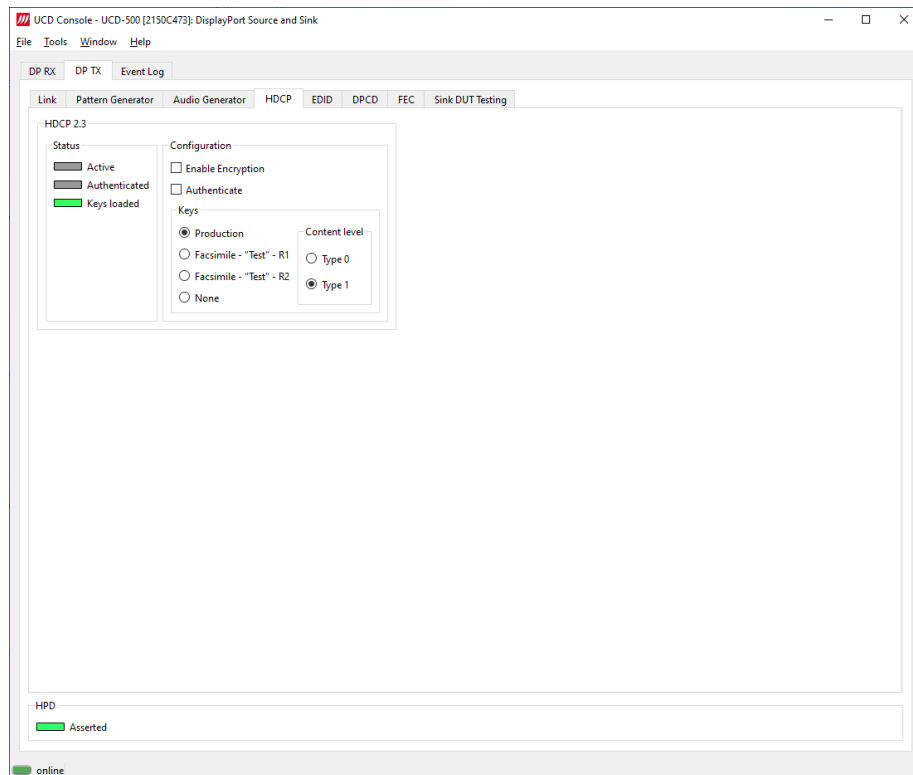 UCD Console - UCD-500 [2150C473]: DisplayPort Source and Sink
File Tools Window Help
DP RX DP TX Event Log
Link Pattern Generator Audio Generator HDCP EDID DPCD FEC Sink DUT Testing
HDCP 2.3
Status
Active
Authenticated
Keys loaded
Configuration
Enable Encryption
Authenticate
Keys
Production
Facsimile - "Test" - R1
Facsimile - "Test" - R2
None
Content level
Type 0
Type 1
HPD
Asserted
online